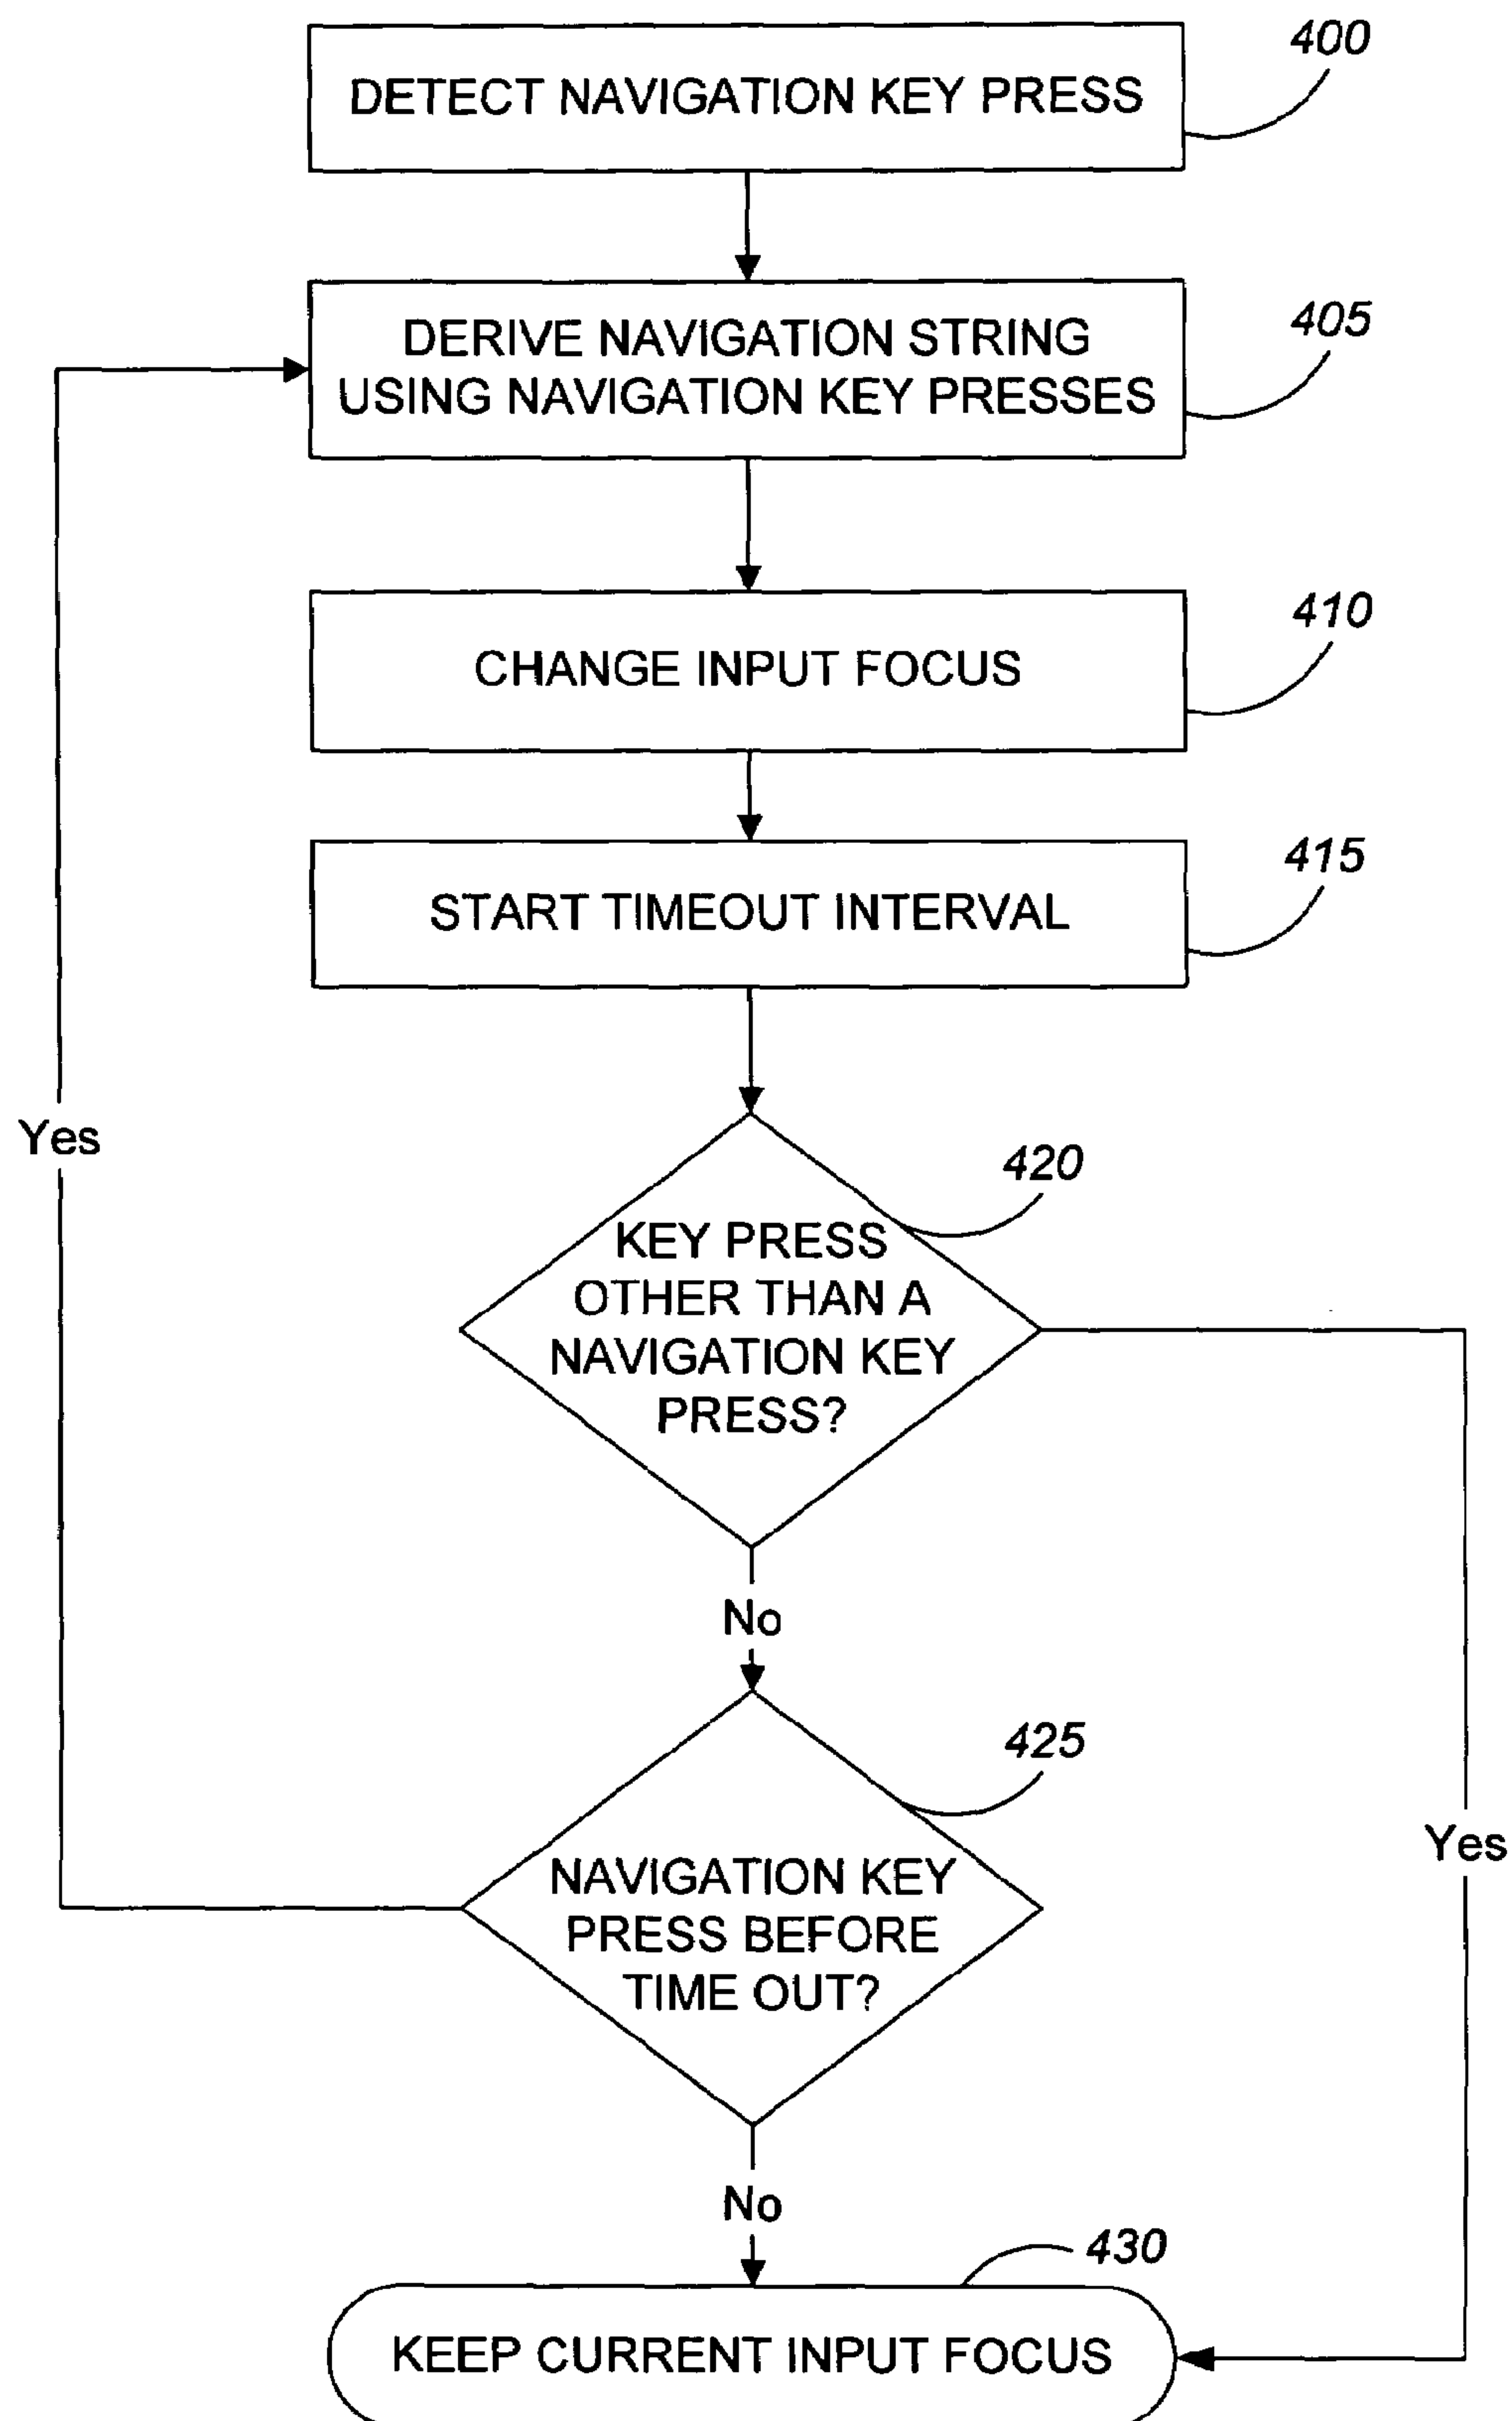 400
DETECT NAVIGATION KEY PRESS
405
DERIVE NAVIGATION STRING
USING NAVIGATION KEY PRESSES
410
CHANGE INPUT FOCUS
415
START TIMEOUT INTERVAL
Yes
420
KEY PRESS
OTHER THAN A
NAVIGATION KEY
PRESS?
No
425
Yes
NAVIGATION KEY
PRESS BEFORE
TIME OUT?
No
430
KEEP CURRENT INPUT FOCUS